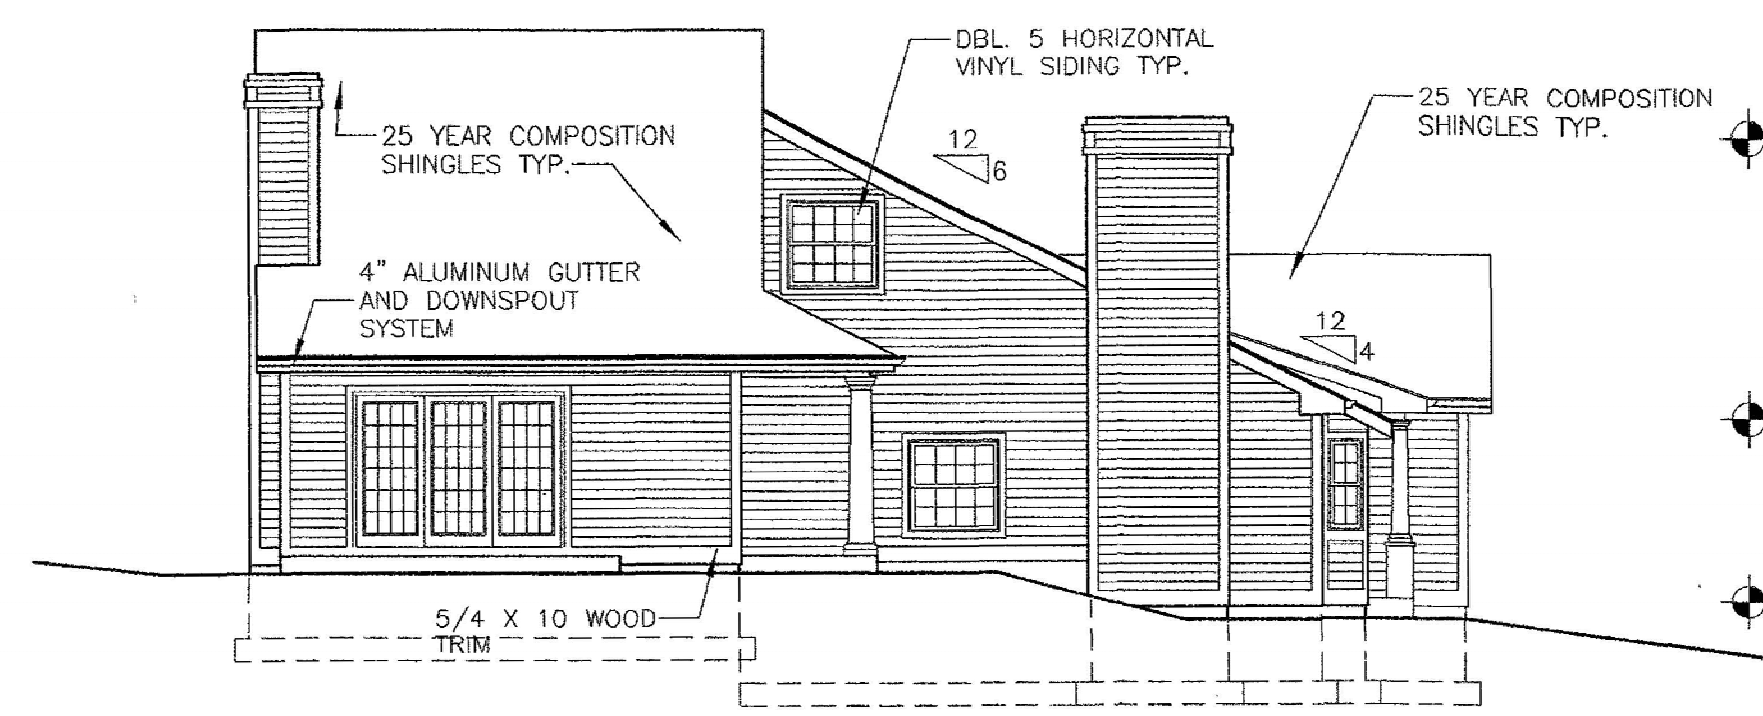 DBL. 5 HORIZONTAL
VINYL SIDING TYP.
25 YEAR COMPOSITION
SHINGLES TYP.
25 YEAR COMPOSITION
SHINGLES TYP.
12
6
4" ALUMINUM GUTTER
AND DOWNSPOUT
SYSTEM
12
4
5/4 X 10 WOOD
TRIM